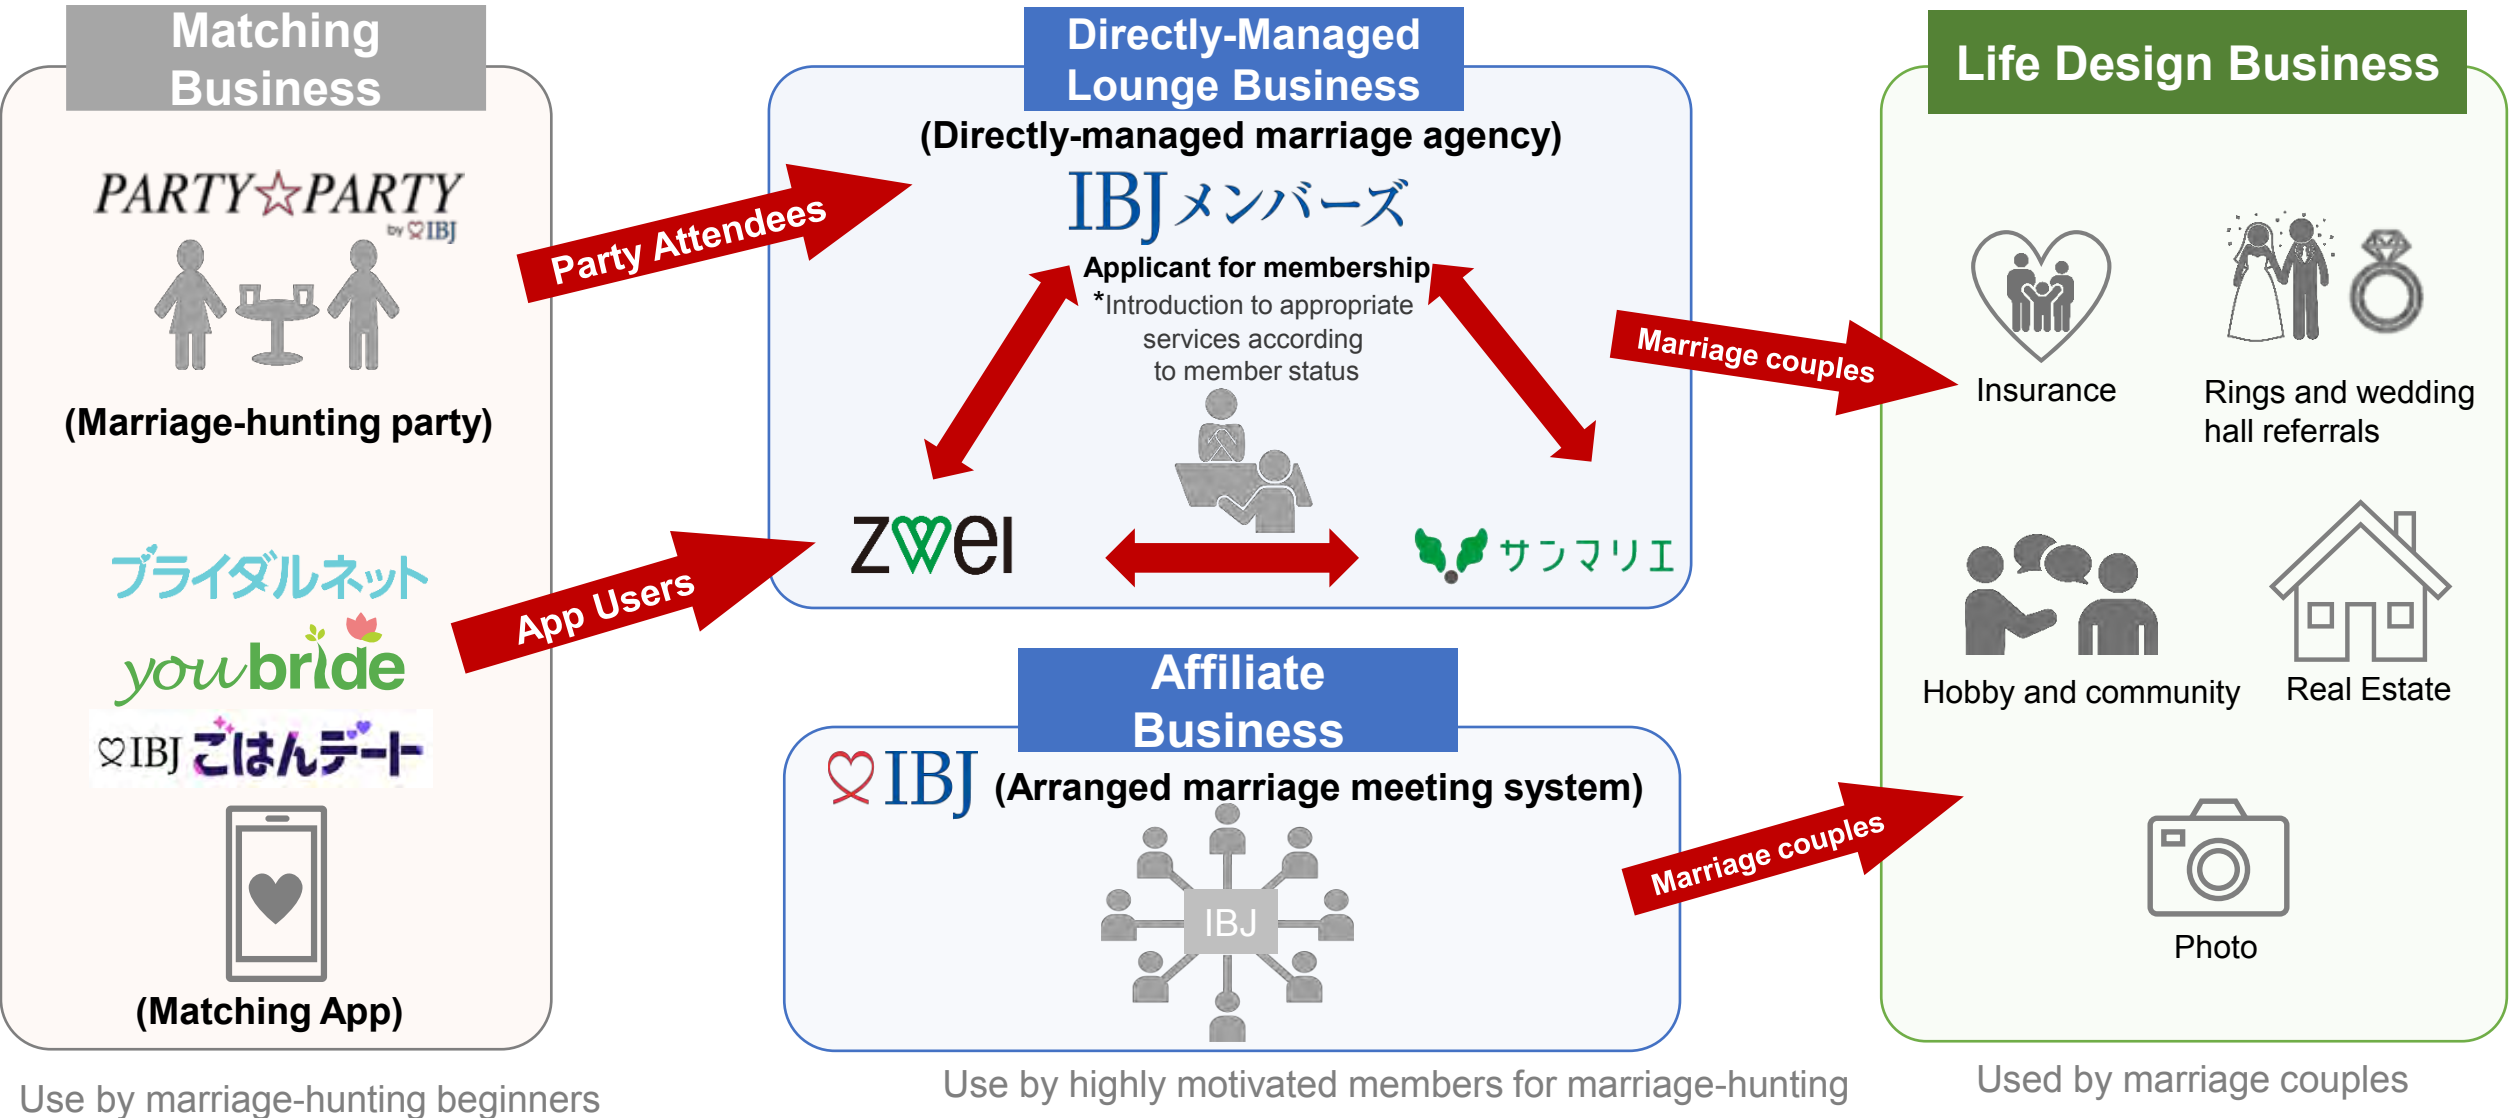 Matching
Business
PARTY☆PARTY
by IBJ
(Marriage-hunting party)
ブライダルネット
youbride
IBJ ごはんデート
(Matching App)
Use by marriage-hunting beginners
Party Attendees
App Users
Directly-Managed
Lounge Business
(Directly-managed marriage agency)
IBJメンバーズ
Applicant for membership
*Introduction to appropriate
services according
to member status
zwei
サンマリエ
Affiliate
Business
IBJ (Arranged marriage meeting system)
IBJ
Use by highly motivated members for marriage-hunting
Marriage couples
Marriage couples
Life Design Business
Insurance
Rings and wedding
hall referrals
Hobby and community
Real Estate
Photo
Used by marriage couples